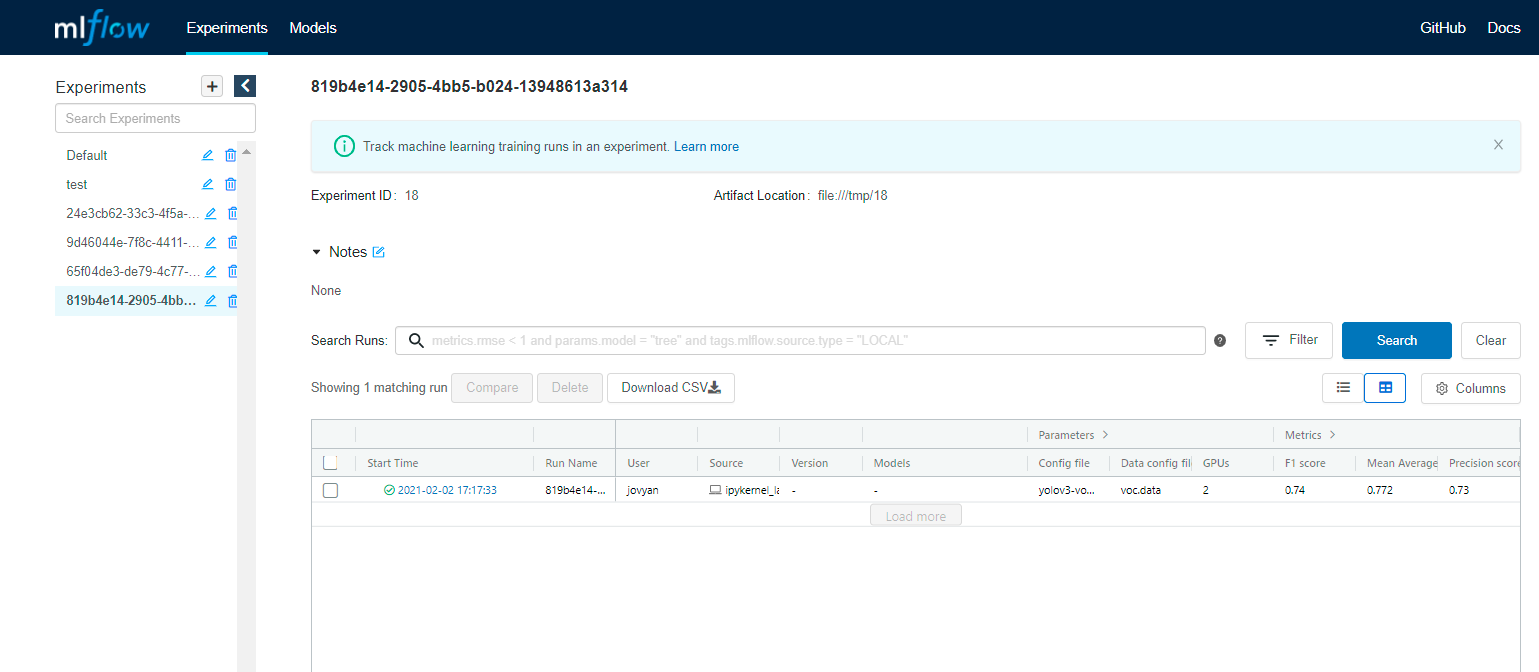 mlflow Experiments Models GitHub Docs
Experiments
Search Experiments
Default
test
24e3cb62-33c3-4f5a-...
9d46044e-7f8c-4411-...
65f04de3-de79-4c77-...
819b4e14-2905-4bb...
819b4e14-2905-4bb5-b024-13948613a314
Track machine learning training runs in an experiment. Learn more
Experiment ID: 18 Artifact Location: file:///tmp/18
Notes
None
Search Runs: metrics.rmse < 1 and params.model = "tree" and tags.mlflow.source.type = "LOCAL" ? Filter Search Clear
Showing 1 matching run Compare Delete Download CSV Columns
Parameters > Metrics >
Start Time Run Name User Source Version Models Config file Data config fil GPUs F1 score Mean Average Precision score
2021-02-02 17:17:33 819b4e14-... jovyan ipykernel_la - - yolov3-vo... voc.data 2 0.74 0.772 0.73
Load more